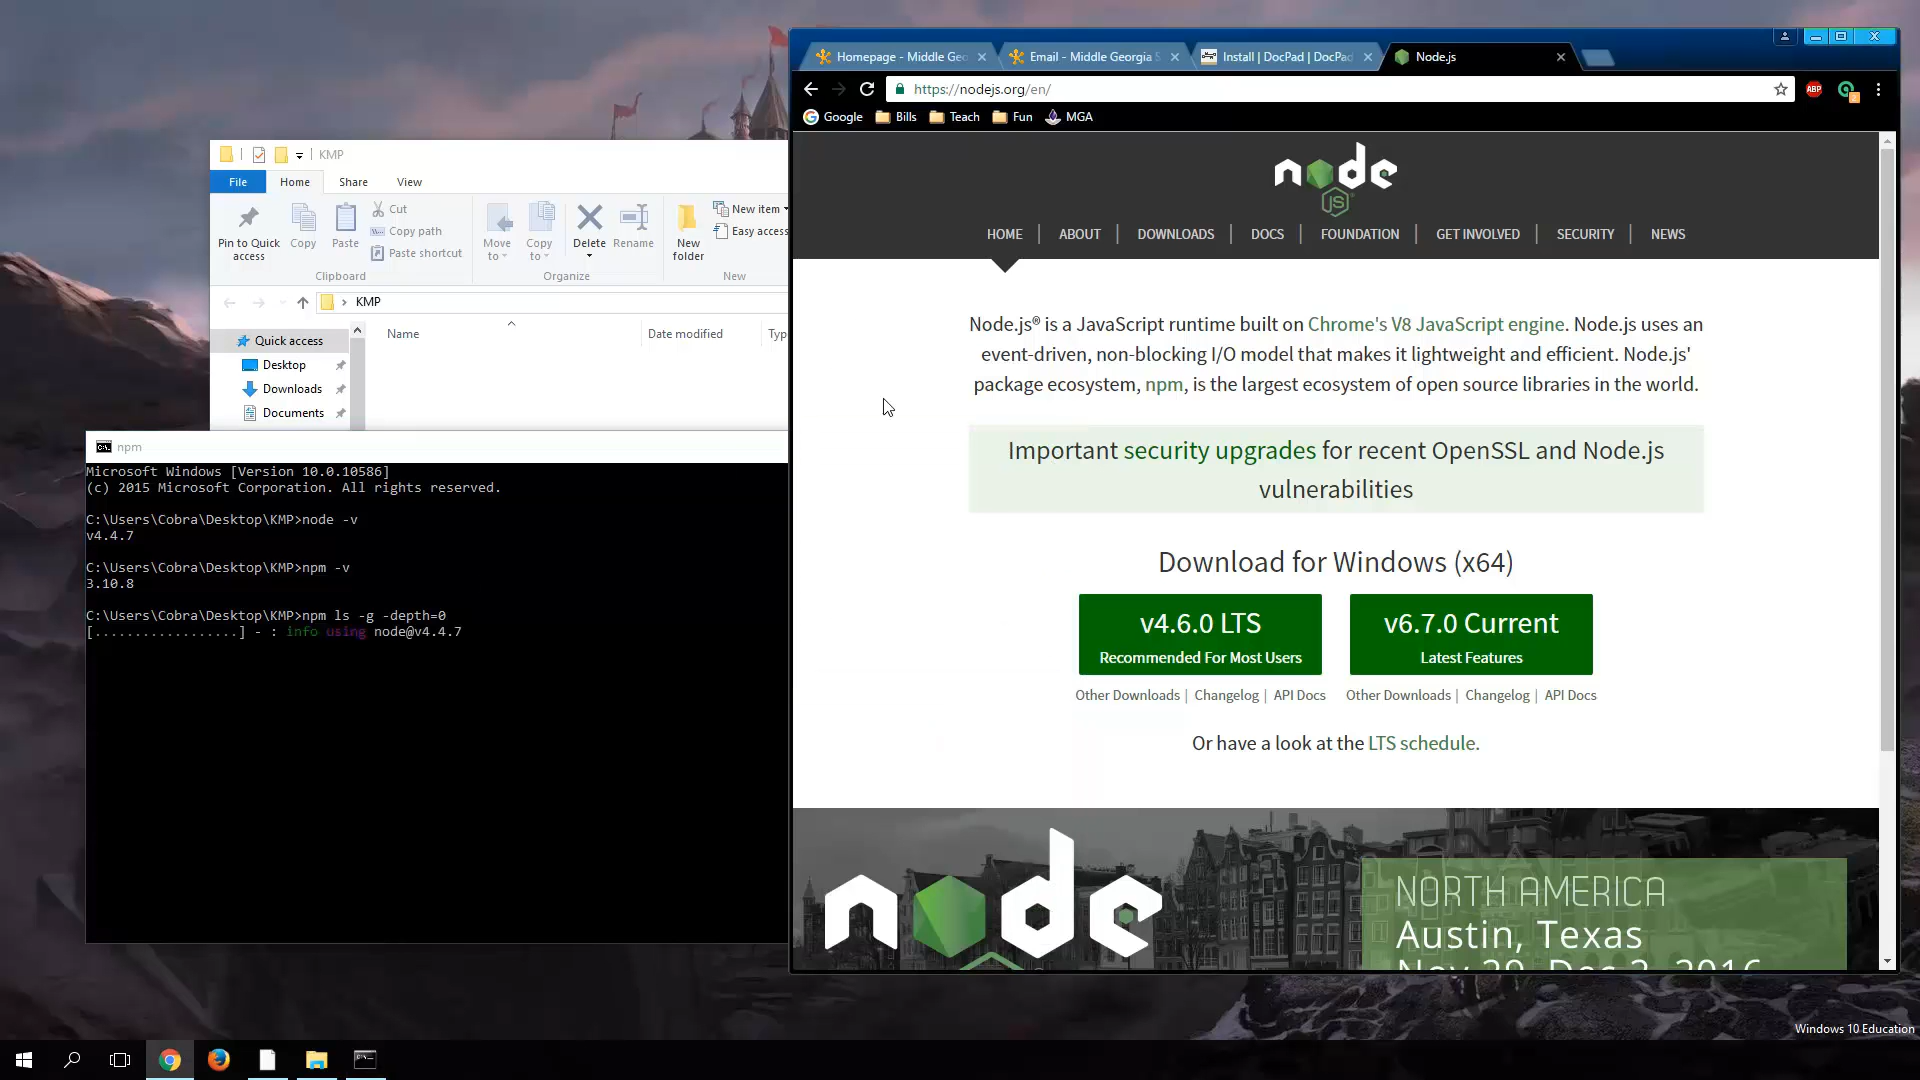 KMP
File Home Share View
Pin to Quick access
Copy
Paste
Cut
Copy path
Paste shortcut
Clipboard
Move to
Copy to
Delete
Rename
Organize
New folder
New item
Easy access
New
KMP
Quick access
Desktop
Downloads
Documents
Name Date modified Typ
npm
Microsoft Windows [Version 10.0.10586]
(c) 2015 Microsoft Corporation. All rights reserved.
C:\Users\Cobra\Desktop\KMP>node -v
v4.4.7
C:\Users\Cobra\Desktop\KMP>npm -v
3.10.8
C:\Users\Cobra\Desktop\KMP>npm ls -g -depth=0
[..................] - : info using node@v4.4.7
Homepage - Middle Geo
Email - Middle Georgia S
Install | DocPad | DocPad
Node.js
https://nodejs.org/en/
ABP
Google Bills Teach Fun MGA
node
JS
HOME | ABOUT | DOWNLOADS | DOCS | FOUNDATION | GET INVOLVED | SECURITY | NEWS
Node.js® is a JavaScript runtime built on Chrome's V8 JavaScript engine. Node.js uses an
event-driven, non-blocking I/O model that makes it lightweight and efficient. Node.js'
package ecosystem, npm, is the largest ecosystem of open source libraries in the world.
Important security upgrades for recent OpenSSL and Node.js
vulnerabilities
Download for Windows (x64)
v4.6.0 LTS
Recommended For Most Users
v6.7.0 Current
Latest Features
Other Downloads | Changelog | API Docs
Other Downloads | Changelog | API Docs
Or have a look at the LTS schedule.
node
NORTH AMERICA
Austin, Texas
Nov 29-Dec 2, 2016
Windows 10 Education